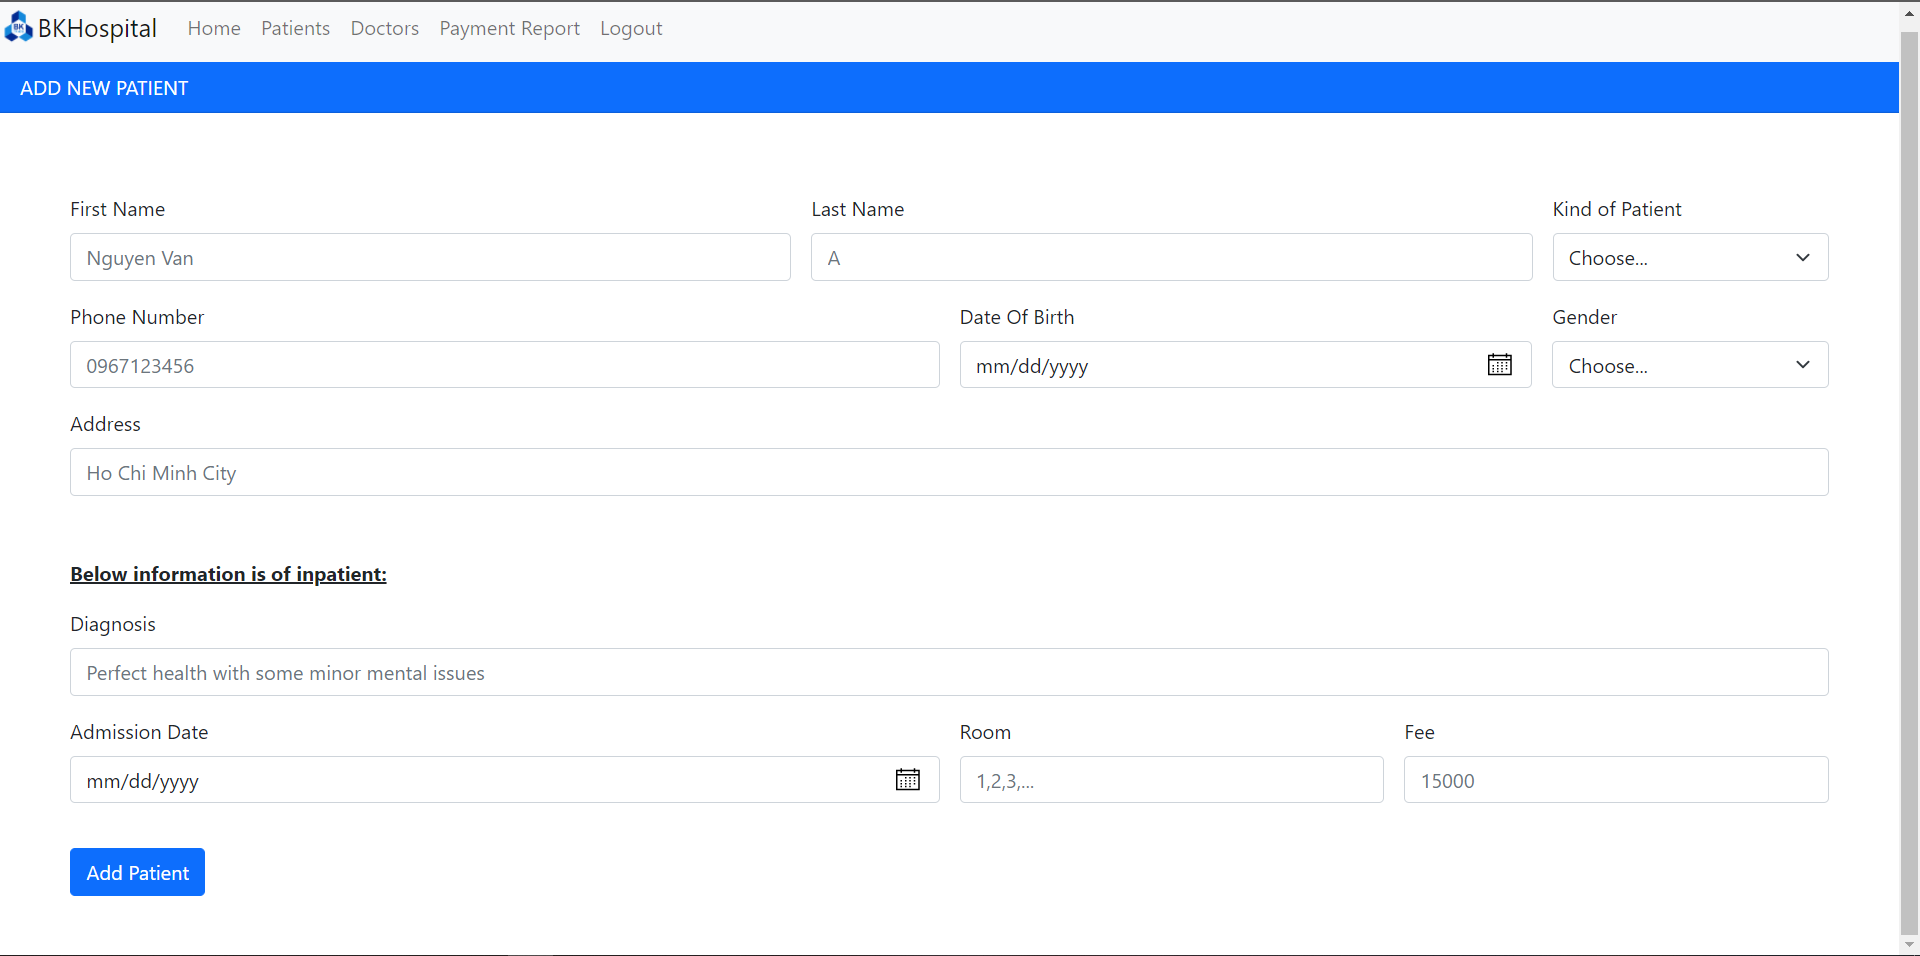 BK BKHospital Home Patients Doctors Payment Report Logout
ADD NEW PATIENT
First Name Last Name Kind of Patient
Nguyen Van A Choose...
Phone Number Date Of Birth Gender
0967123456 mm/dd/yyyy Choose...
Address
Ho Chi Minh City
Below information is of inpatient:
Diagnosis
Perfect health with some minor mental issues
Admission Date Room Fee
mm/dd/yyyy 1,2,3,... 15000
Add Patient